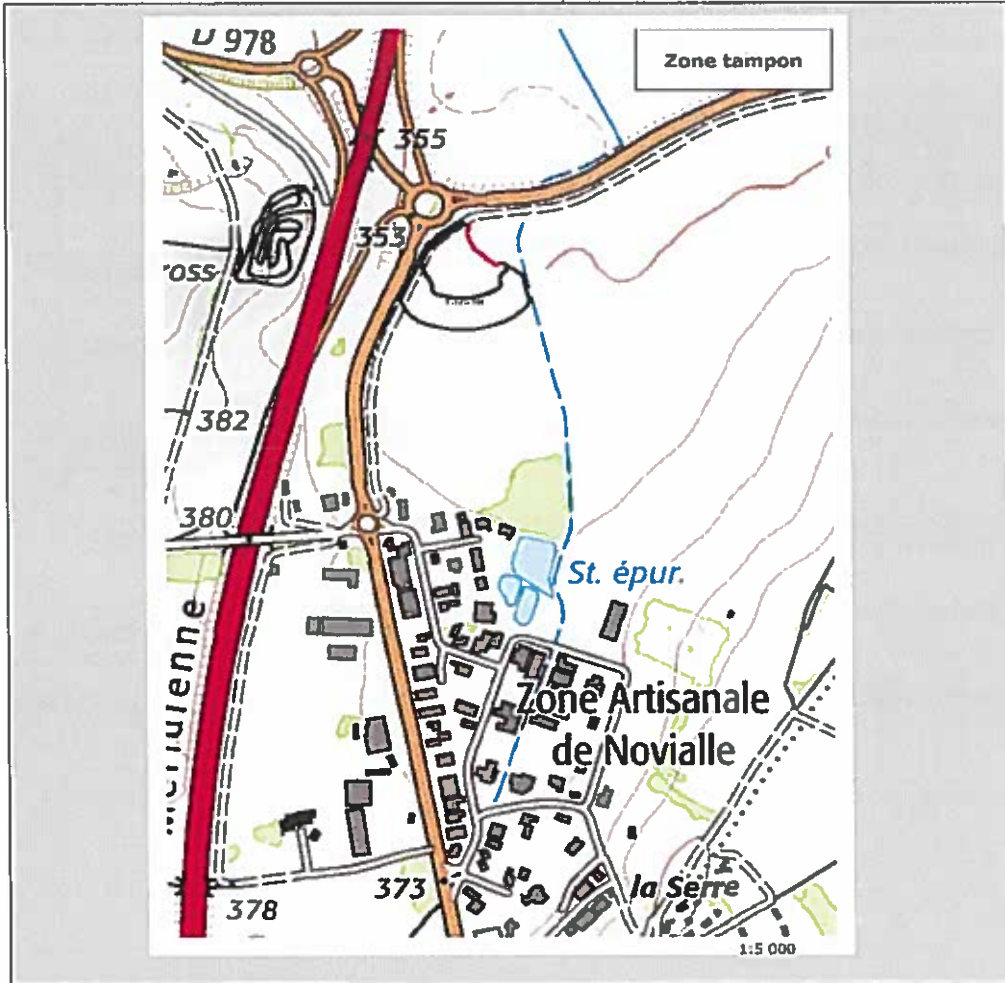 D 978
Zone tampon
355
353
ross
382
380
St. épur.
Zone Artisanale
de Novialle
378
373
la Serre
1:5 000